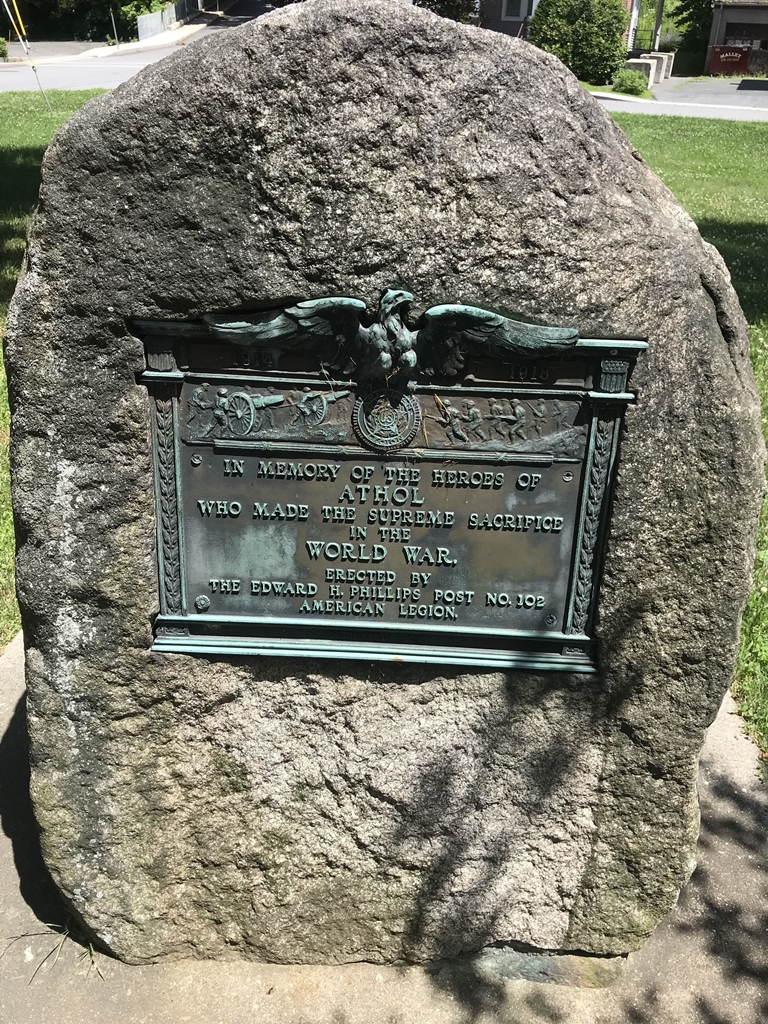 MALLET
1918
IN MEMORY OF THE HEROES OF
ATHOL
WHO MADE THE SUPREME SACRIFICE
IN THE
WORLD WAR.
ERECTED BY
THE EDWARD H. PHILLIPS POST NO. 102
AMERICAN LEGION.